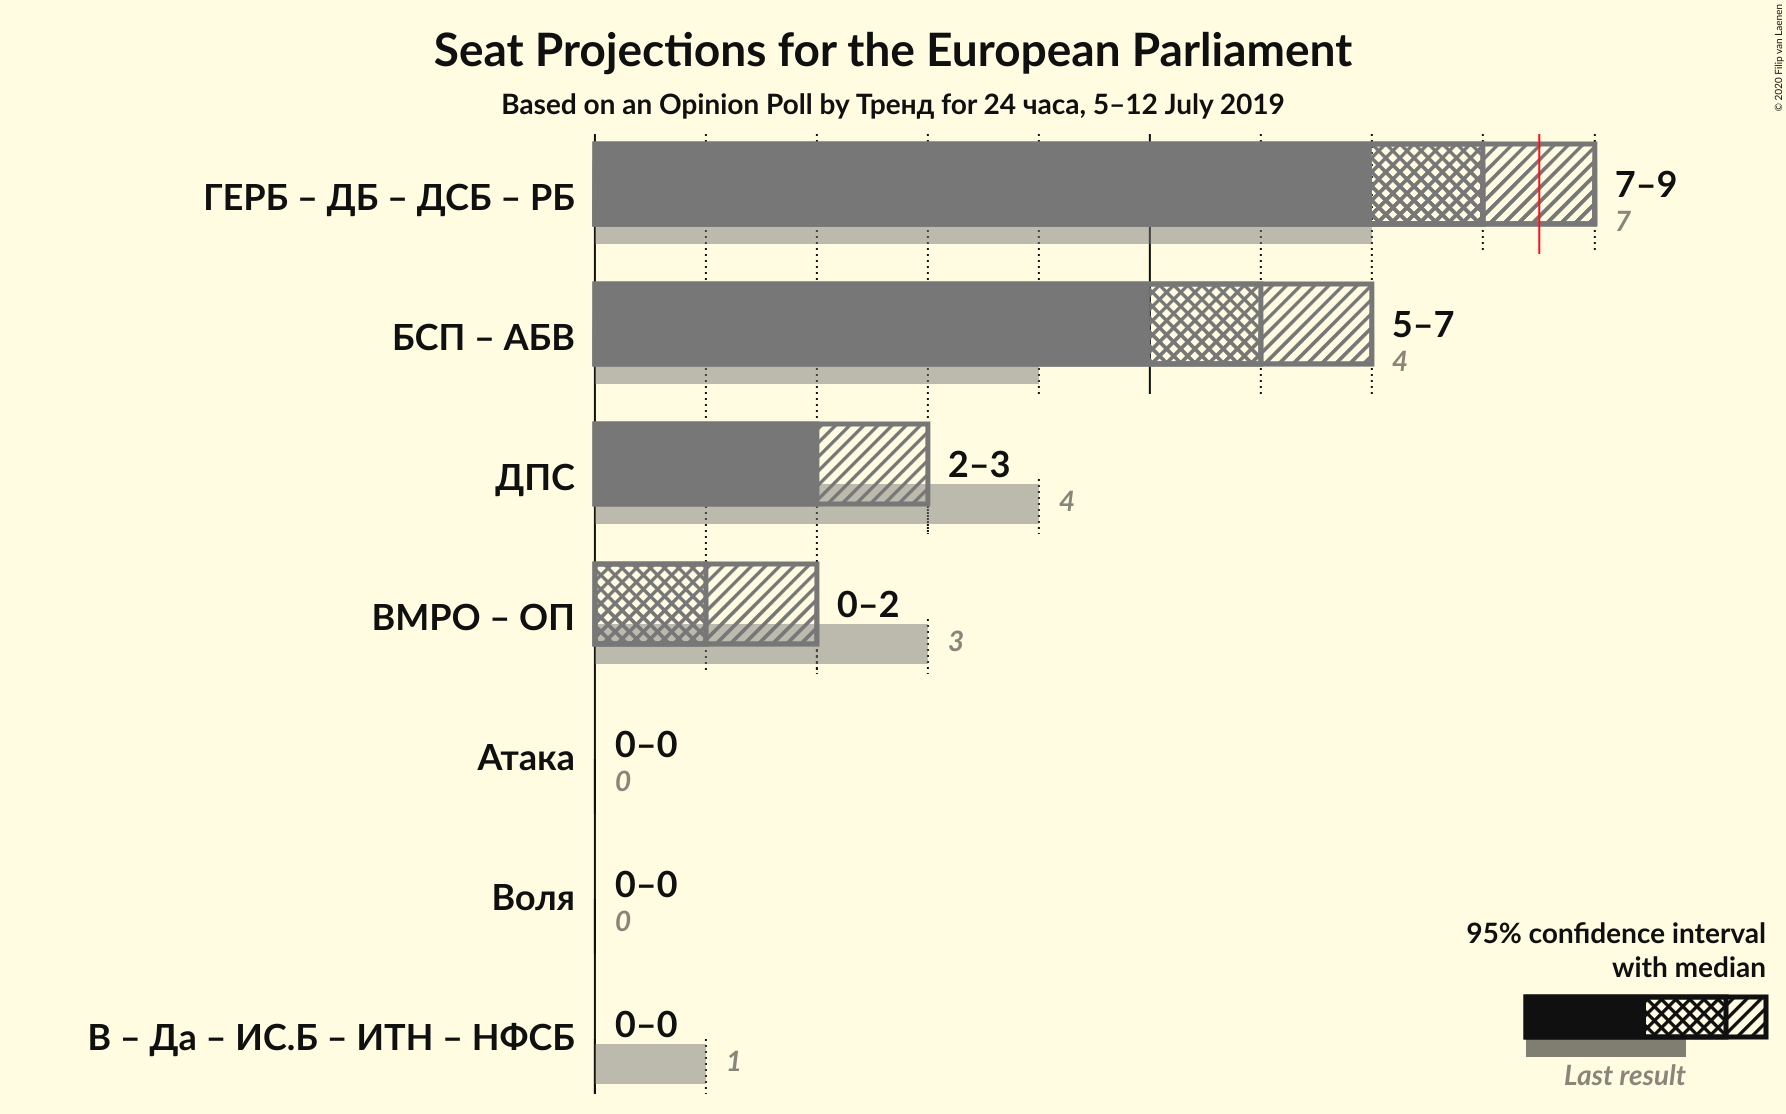 Seat Projections for the European Parliament
Based on an Opinion Poll by Тренд for 24 часа, 5–12 July 2019
© 2020 Filip van Laenen
ГЕРБ – ДБ – ДСБ – РБ
7–9
7
БСП – АБВ
5–7
4
ДПС
2–3
4
ВМРО – ОП
0–2
3
Атака
0–0
0
Воля
0–0
0
В – Да – ИС.Б – ИТН – НФСБ
0–0
1
95% confidence interval
with median
Last result